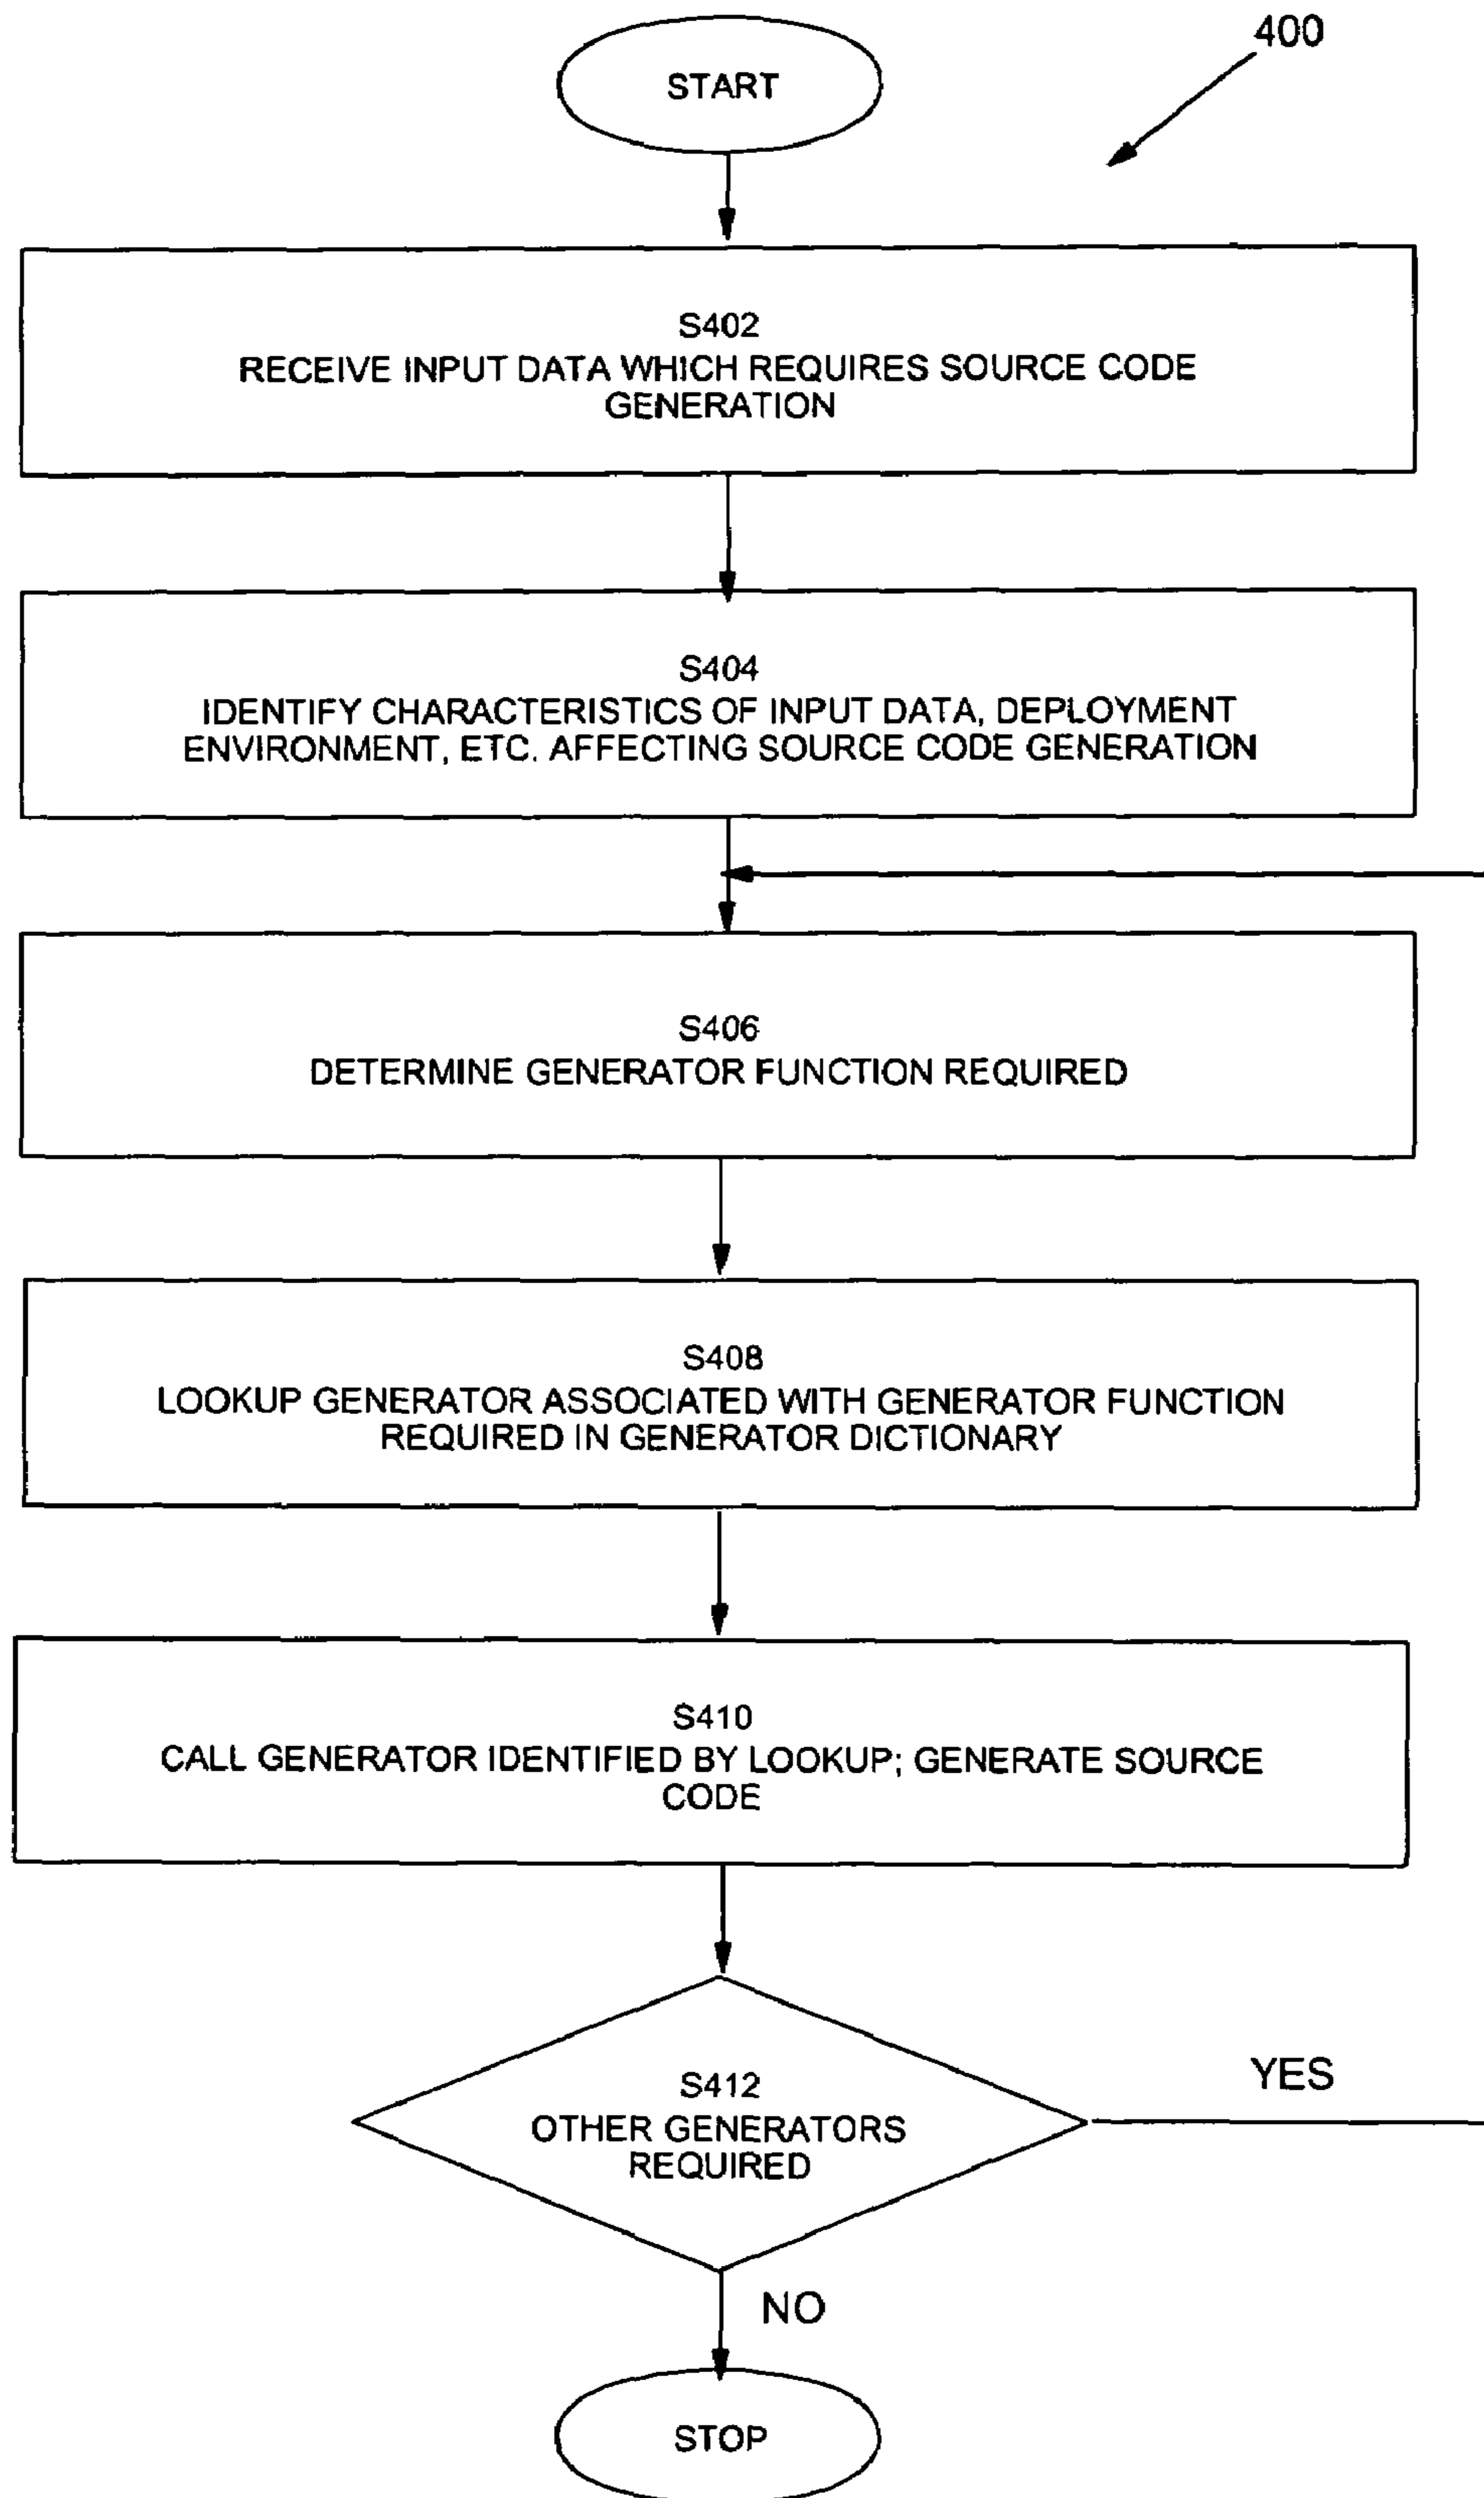 400
START
S402
RECEIVE INPUT DATA WHICH REQUIRES SOURCE CODE
GENERATION
S404
IDENTIFY CHARACTERISTICS OF INPUT DATA, DEPLOYMENT
ENVIRONMENT, ETC. AFFECTING SOURCE CODE GENERATION
S406
DETERMINE GENERATOR FUNCTION REQUIRED
S408
LOOKUP GENERATOR ASSOCIATED WITH GENERATOR FUNCTION
REQUIRED IN GENERATOR DICTIONARY
S410
CALL GENERATOR IDENTIFIED BY LOOKUP; GENERATE SOURCE
CODE
S412
OTHER GENERATORS
REQUIRED
YES
NO
STOP